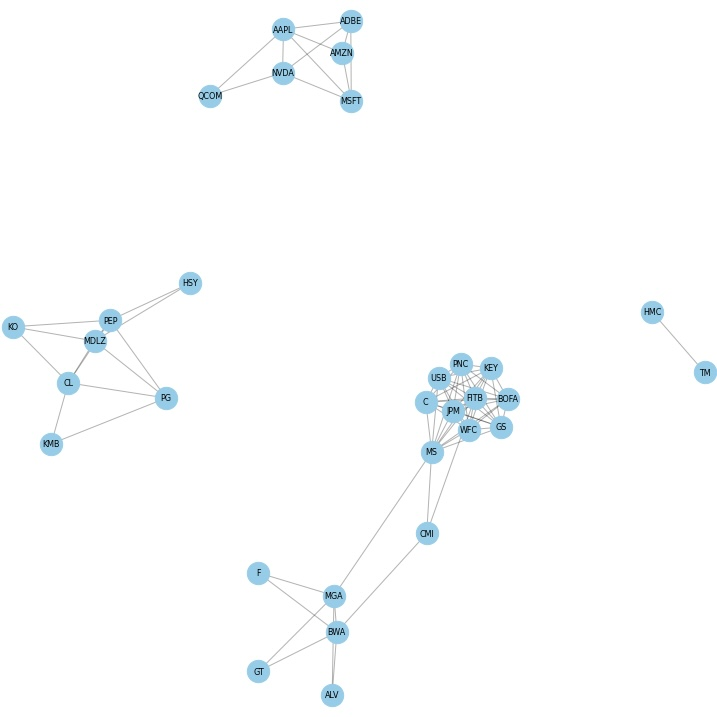 ADBE
AAPL
AMZN
NVDA
QCOM
MSFT
HSY
HMC
PEP
KO
MDLZ
PNC
KEY
TM
USB
CL
PG
FITB
BOFA
C
JPM
GS
WFC
KMB
MS
CMI
F
MGA
BWA
GT
ALV